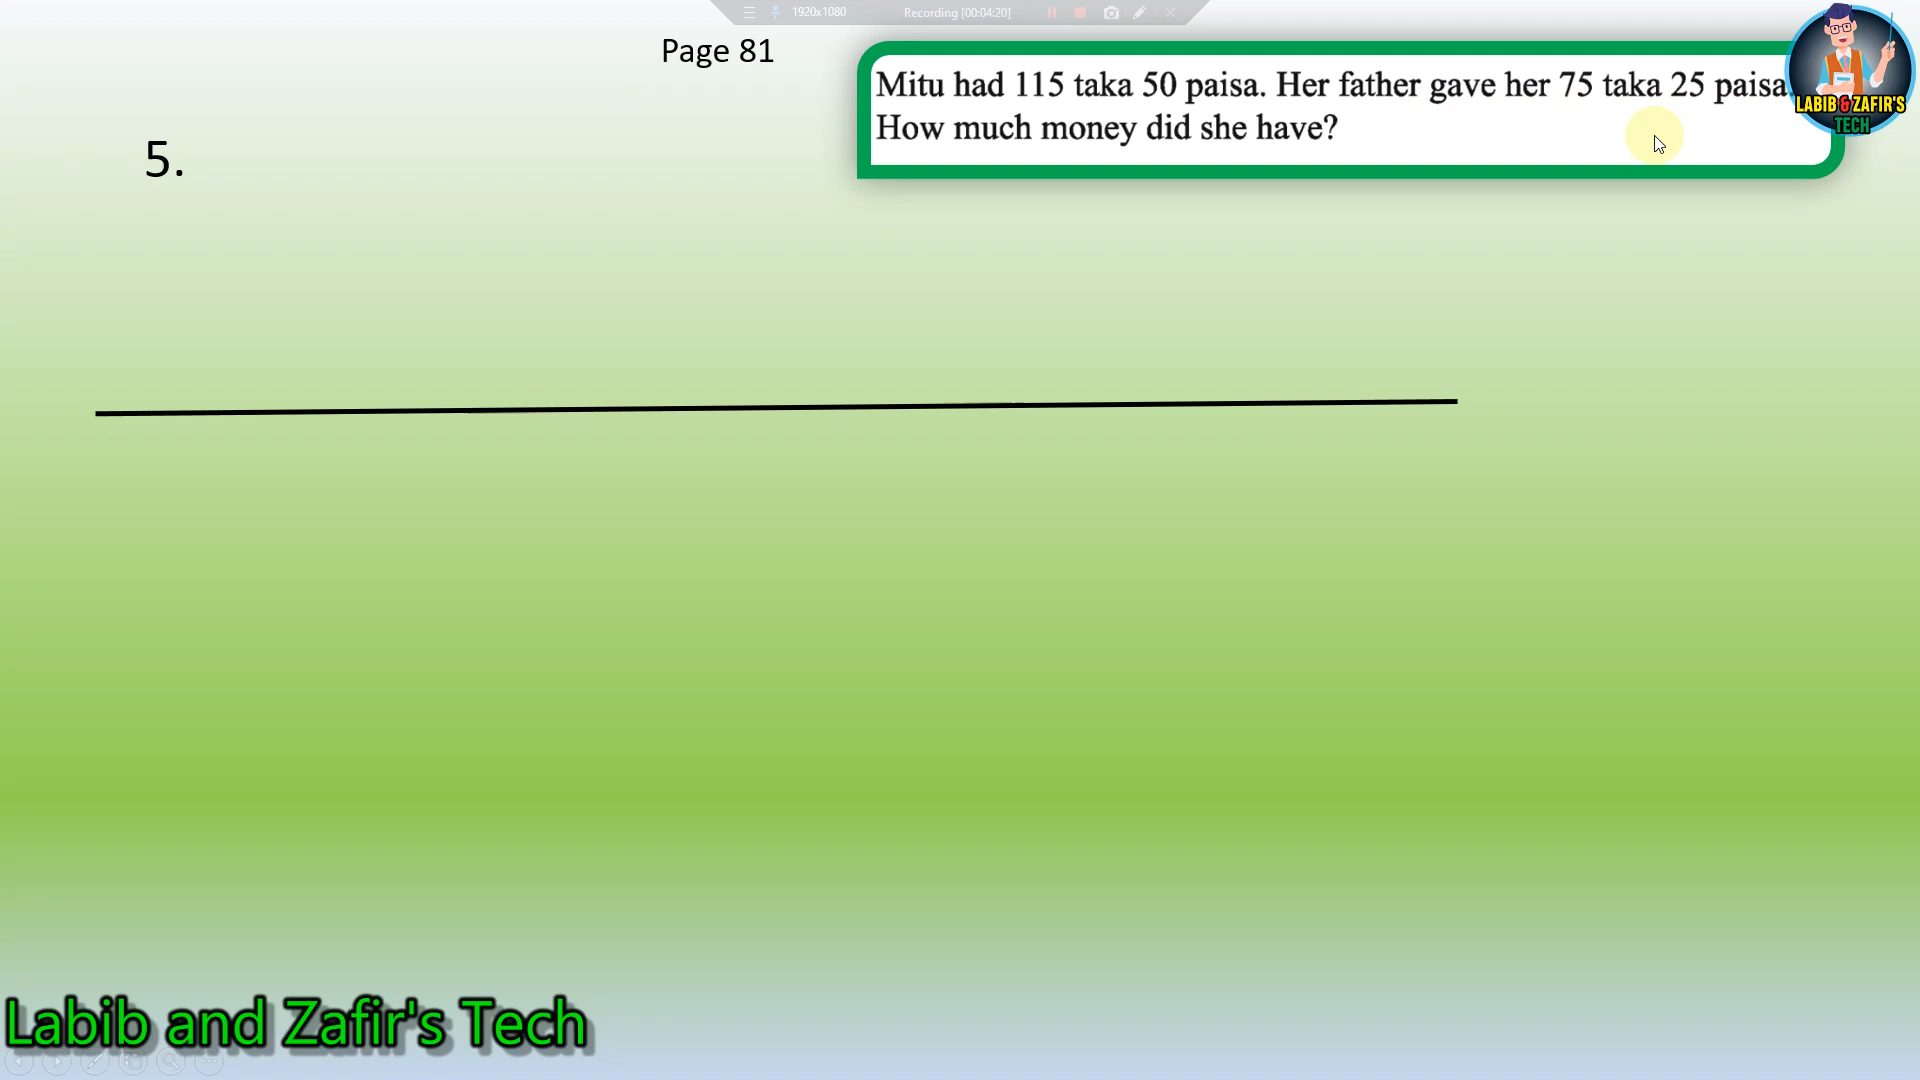 1920x1080
Recording [00:04:20]
Page 81
Mitu had 115 taka 50 paisa. Her father gave her 75 taka 25 paisa.
How much money did she have?
LABIB & ZAFIR'S
TECH
5.
Labib and Zafir's Tech